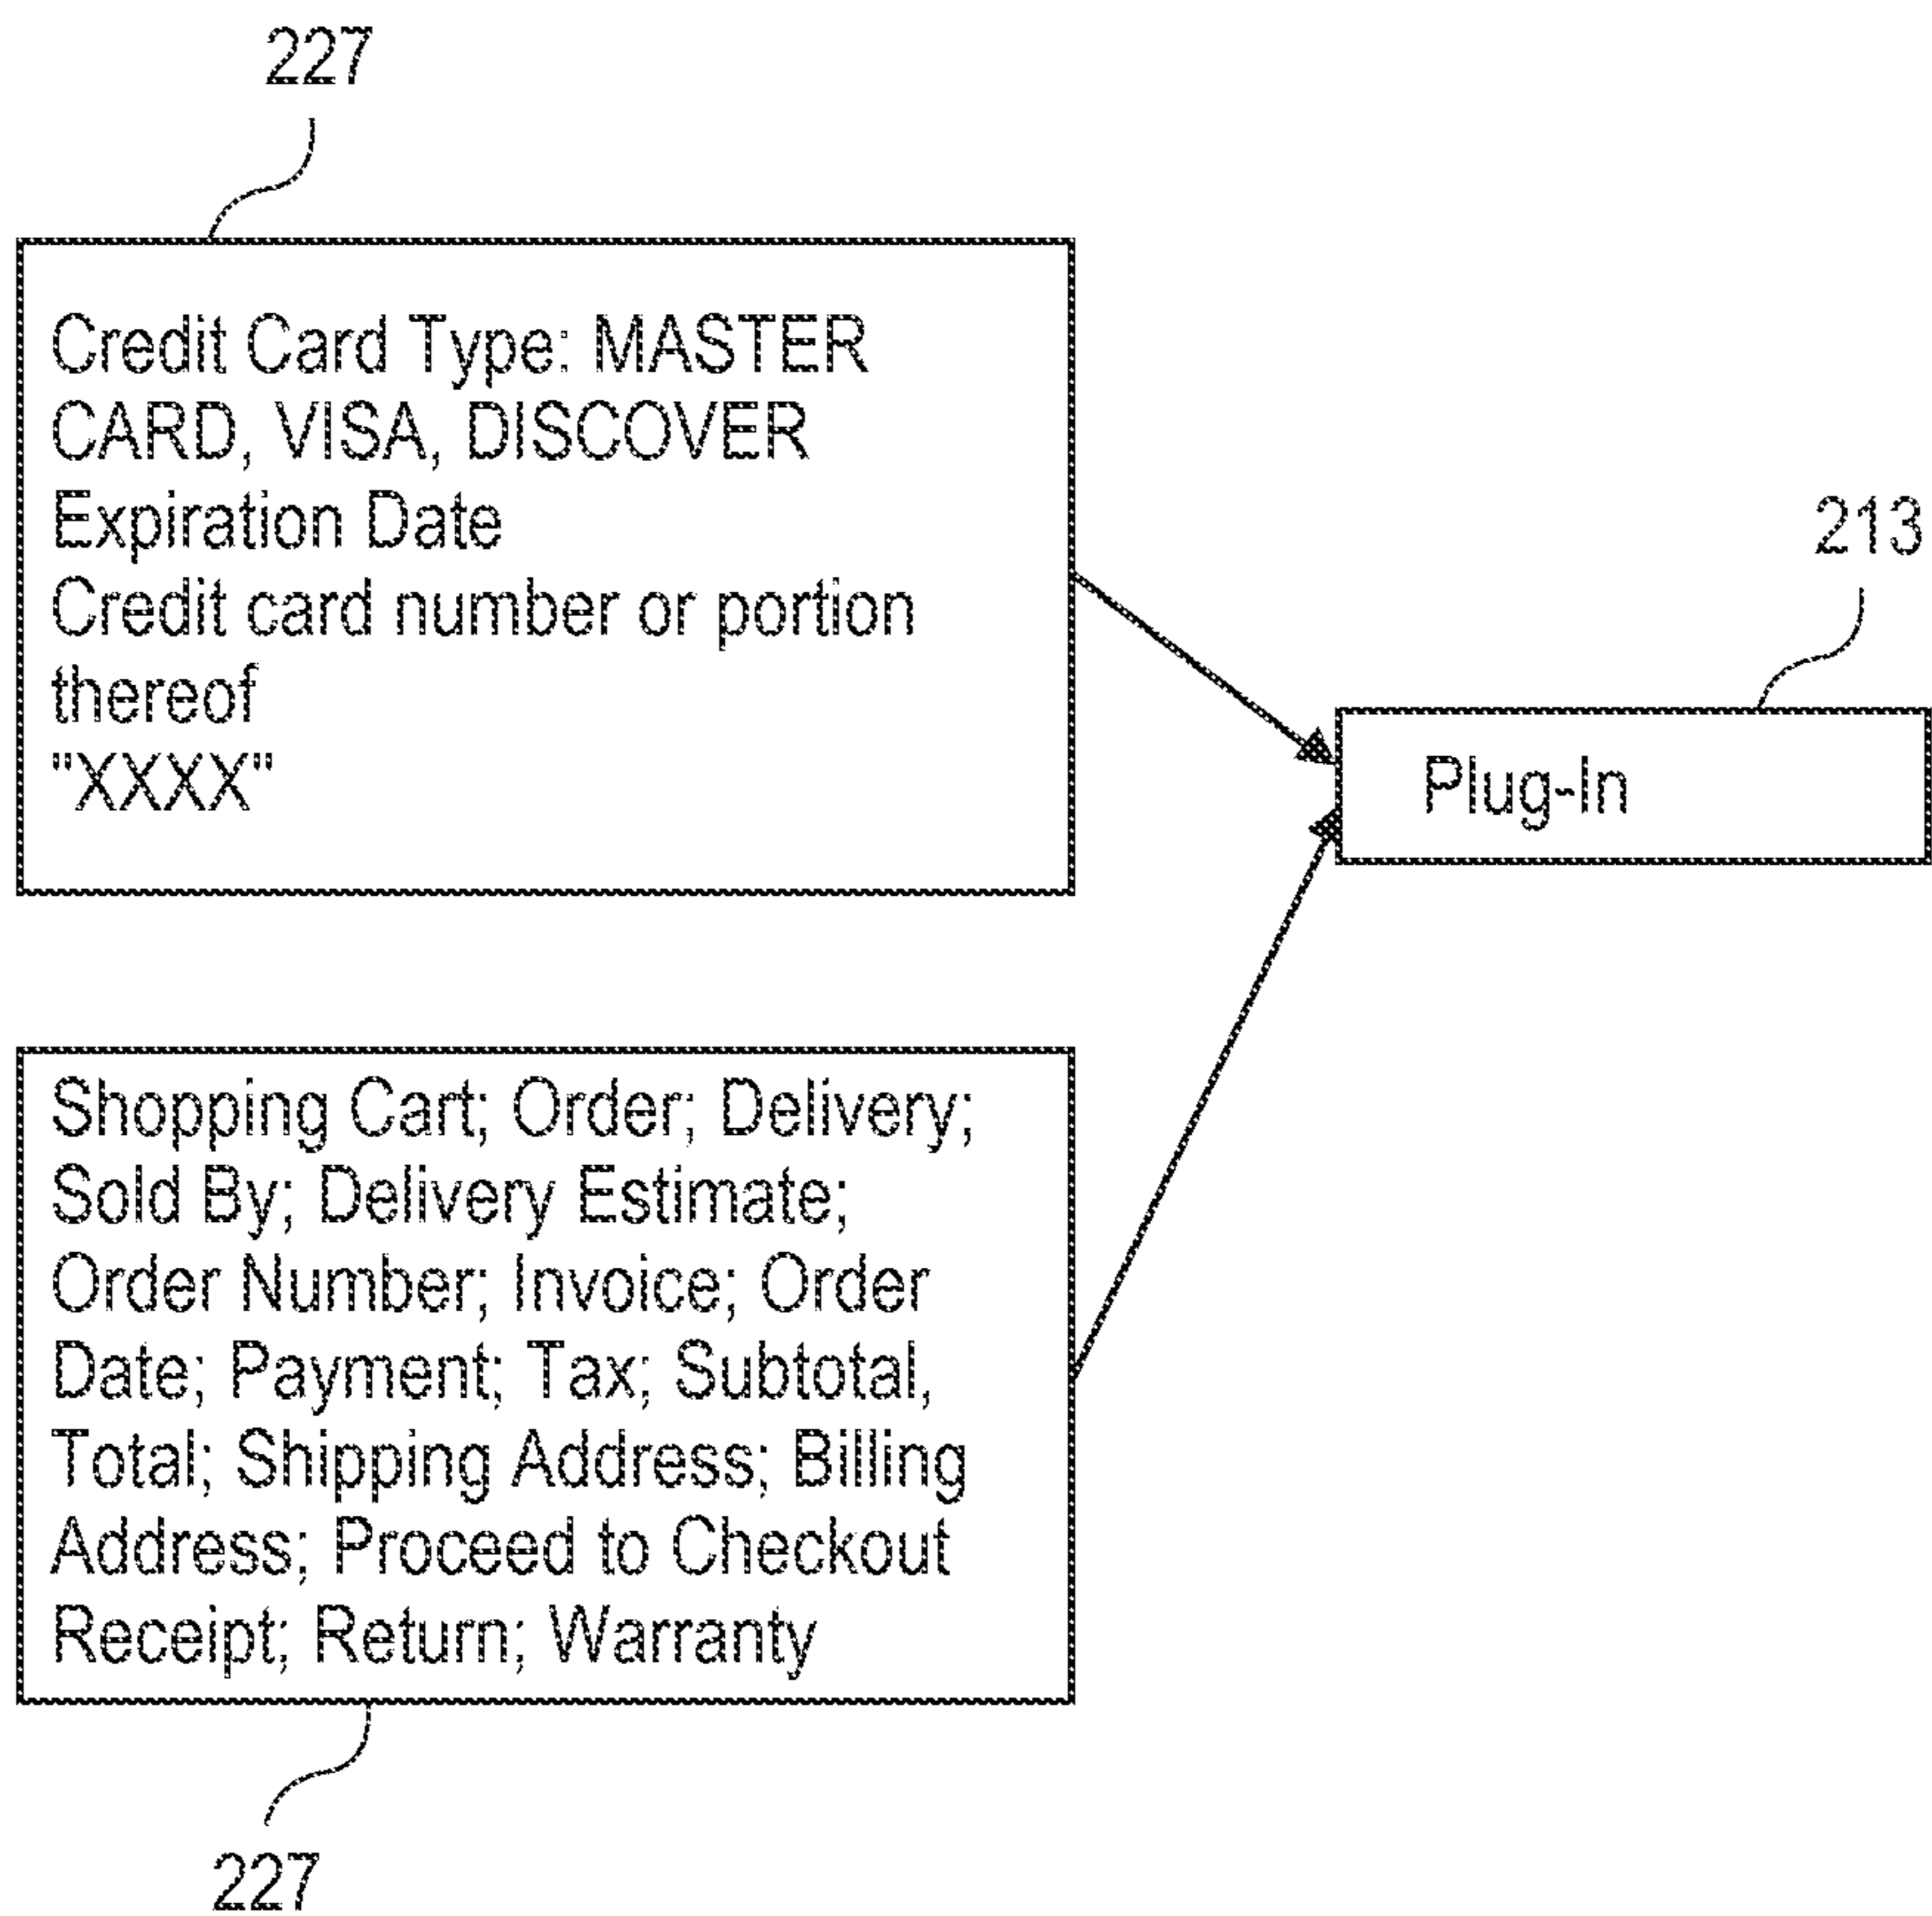 227
Credit Card Type: MASTER
CARD, VISA, DISCOVER
Expiration Date
Credit card number or portion
thereof
"XXXX"
213
Plug-In
Shopping Cart; Order; Delivery;
Sold By; Delivery Estimate;
Order Number; Invoice; Order
Date; Payment; Tax; Subtotal,
Total; Shipping Address; Billing
Address; Proceed to Checkout
Receipt; Return; Warranty
227